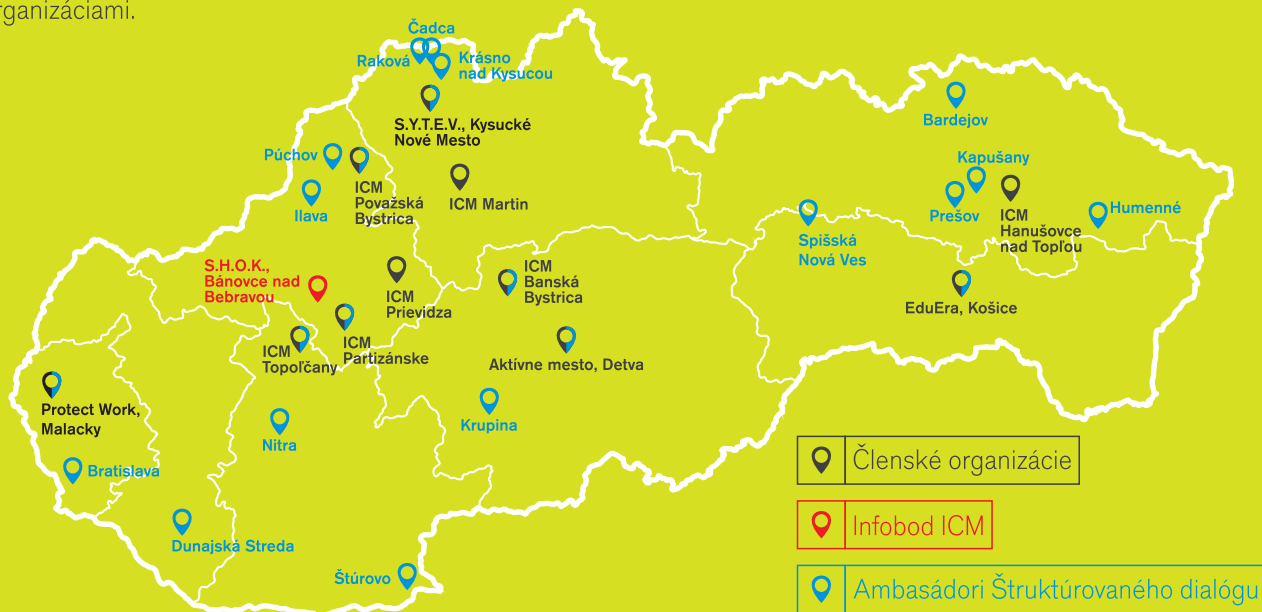 rganizáciami.
Čadca
Raková
Krásno
nad Kysucou
S.Y.T.E.V., Kysucké
Nové Mesto
Bardejov
Púchov
ICM
Považská
Bystrica
Ilava
ICM Martin
Kapušany
Prešov
ICM
Hanušovce
nad Topľou
Humenné
Spišská
Nová Ves
S.H.O.K.,
Bánovce nad
Bebravou
ICM
Prievidza
ICM
Banská
Bystrica
EduEra, Košice
ICM
Topoľčany
ICM
Partizánske
Aktívne mesto, Detva
Protect Work,
Malacky
Krupina
Nitra
Bratislava
Dunajská Streda
Štúrovo
Členské organizácie
Infobod ICM
Ambasádori Štruktúrovaného dialógu